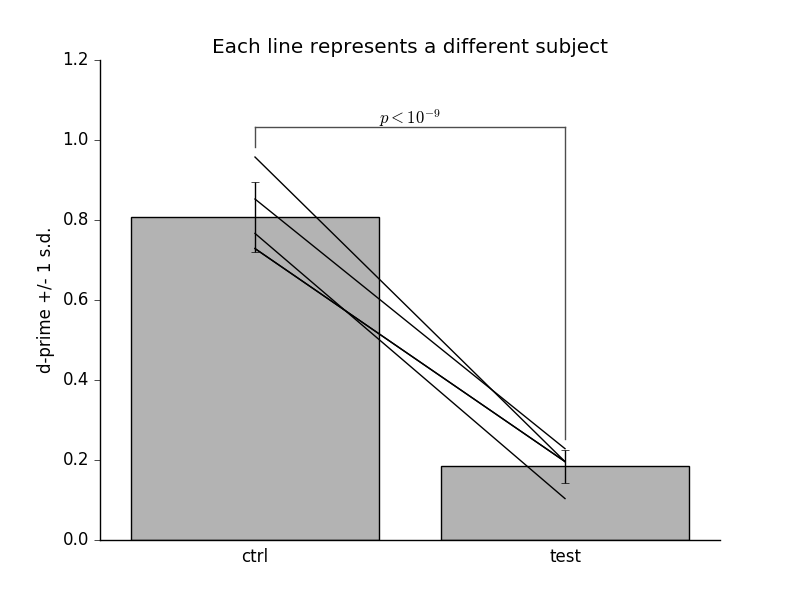 Each line represents a different subject
1.2
p < 10⁻⁹
1.0
0.8
0.6
0.4
0.2
0.0
d-prime +/- 1 s.d.
ctrl
test